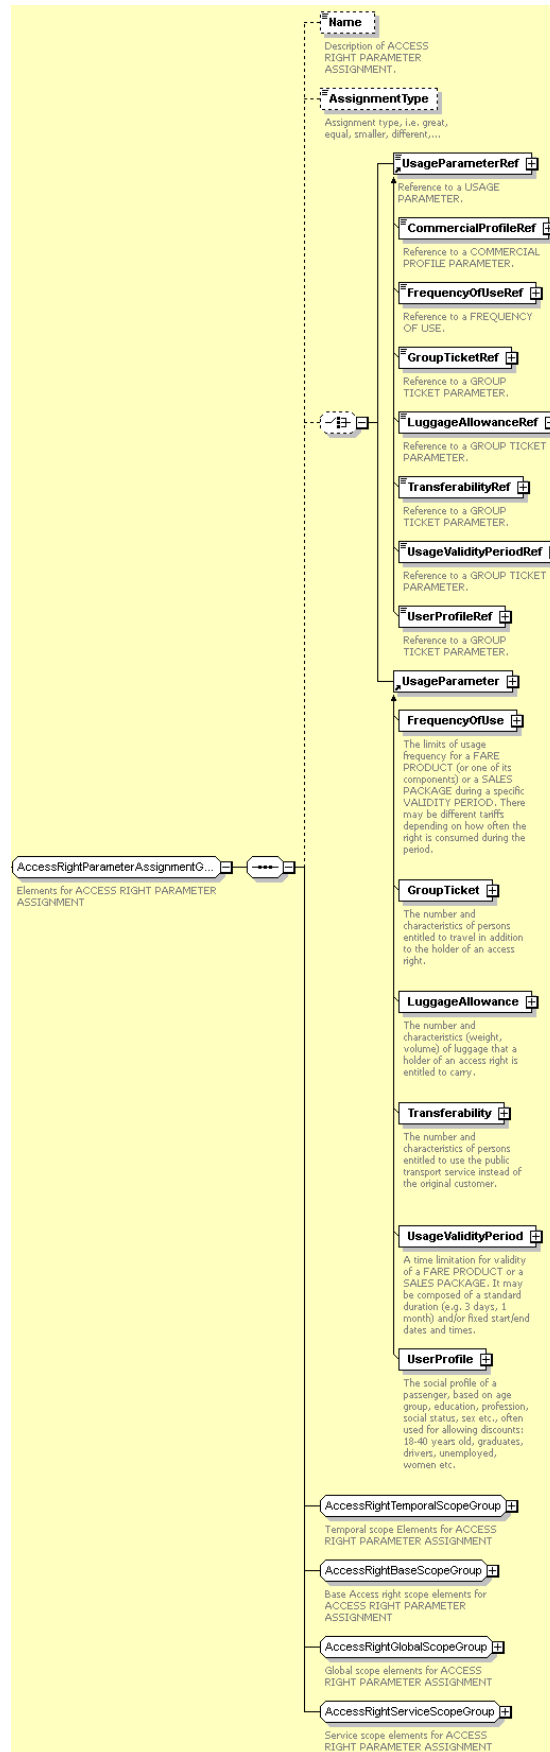 Name
Description of ACCESS
RIGHT PARAMETER
ASSIGNMENT.
AssignmentType
Assignment type, i.e. great,
equal, smaller, different,...
UsageParameterRef
Reference to a USAGE
PARAMETER.
CommercialProfileRef
Reference to a COMMERCIAL
PROFILE PARAMETER.
FrequencyOfUseRef
Reference to a FREQUENCY
OF USE.
GroupTicketRef
Reference to a GROUP
TICKET PARAMETER.
LuggageAllowanceRef
Reference to a GROUP TICKET
PARAMETER.
TransferabilityRef
Reference to a GROUP
TICKET PARAMETER.
UsageValidityPeriodRef
Reference to a GROUP TICKET
PARAMETER.
UserProfileRef
Reference to a GROUP
TICKET PARAMETER.
UsageParameter
FrequencyOfUse
The limits of usage
frequency for a FARE
PRODUCT (or one of its
components) or a SALES
PACKAGE during a specific
VALIDITY PERIOD. There
may be different tariffs
depending on how often the
right is consumed during the
period.
AccessRightParameterAssignmentG...
Elements for ACCESS RIGHT PARAMETER
ASSIGNMENT
GroupTicket
The number and
characteristics of persons
entitled to travel in addition
to the holder of an access
right.
LuggageAllowance
The number and
characteristics (weight,
volume) of luggage that a
holder of an access right is
entitled to carry.
Transferability
The number and
characteristics of persons
entitled to use the public
transport service instead of
the original customer.
UsageValidityPeriod
A time limitation for validity
of a FARE PRODUCT or a
SALES PACKAGE. It may
be composed of a standard
duration (e.g. 3 days, 1
month) and/or fixed start/end
dates and times.
UserProfile
The social profile of a
passenger, based on age
group, education, profession,
social status, sex etc., often
used for allowing discounts:
18-40 years old, graduates,
drivers, unemployed,
women etc.
AccessRightTemporalScopeGroup
Temporal scope Elements for ACCESS
RIGHT PARAMETER ASSIGNMENT
AccessRightBaseScopeGroup
Base Access right scope elements for
ACCESS RIGHT PARAMETER
ASSIGNMENT
AccessRightGlobalScopeGroup
Global scope elements for ACCESS
RIGHT PARAMETER ASSIGNMENT
AccessRightServiceScopeGroup
Service scope elements for ACCESS
RIGHT PARAMETER ASSIGNMENT